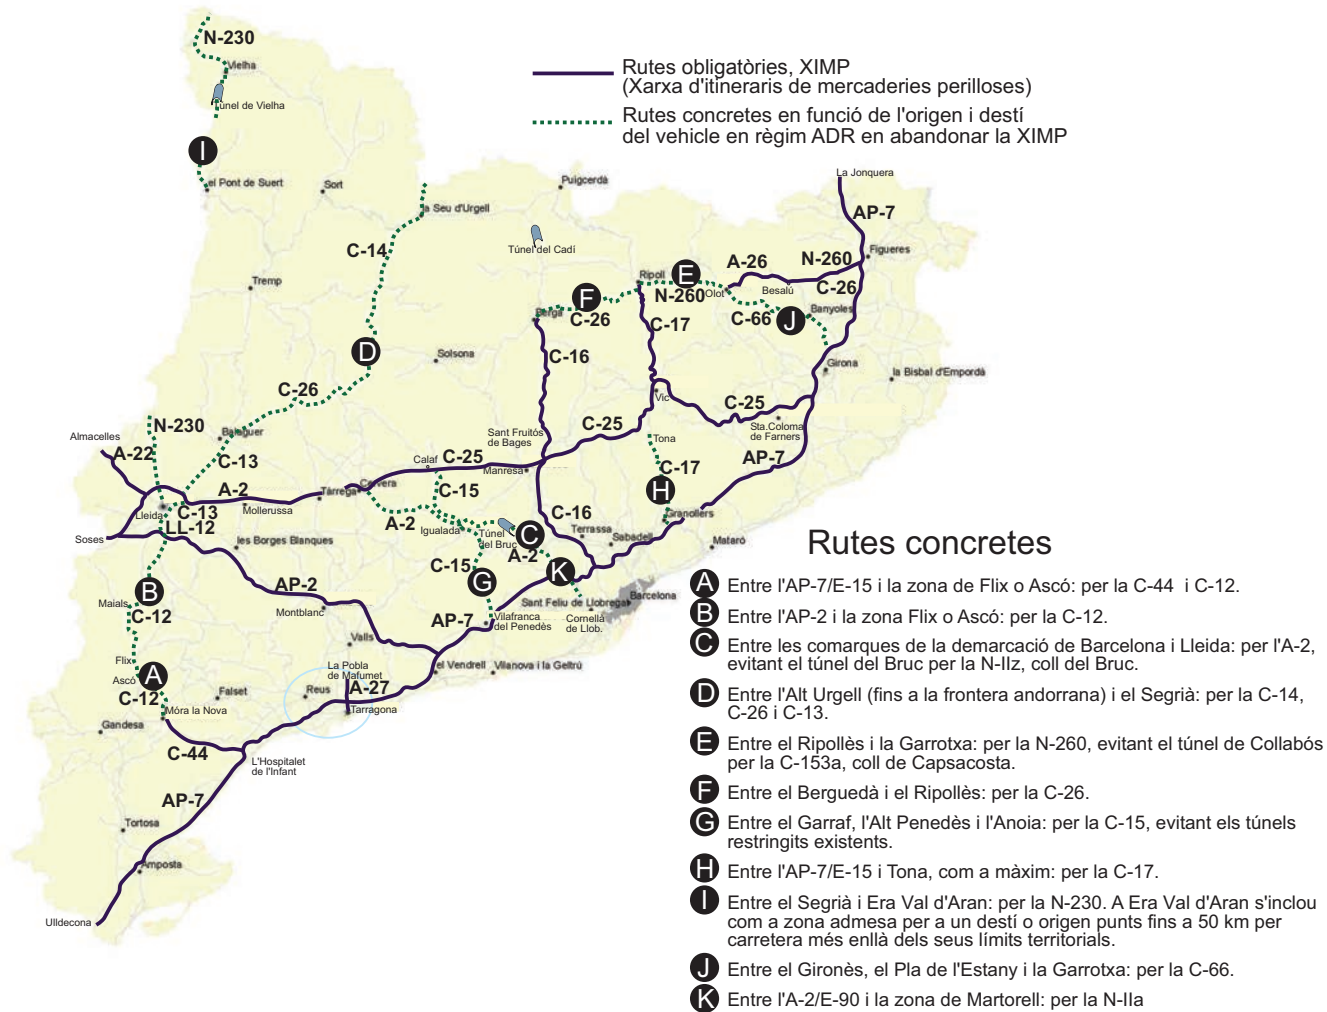 N-230
Vielha
Túnel de Vielha
Rutes obligatòries, XIMP
(Xarxa d'itineraris de mercaderies perilloses)
Rutes concretes en funció de l'origen i destí
del vehicle en règim ADR en abandonar la XIMP
I
el Pont de Suert
Sort
Puigcerdà
La Jonquera
la Seu d'Urgell
AP-7
C-14
Túnel del Cadí
Figueres
Tremp
Ripoll
E
A-26
N-260
Besalú
C-26
F
N-260
Olot
Banyoles
Berga
C-26
C-17
C-66
J
D
Solsona
C-16
Girona
la Bisbal d'Empordà
C-26
Vic
C-25
N-230
Balaguer
Sant Fruitós
de Bages
C-25
Sta.Coloma
de Farners
Almacelles
Tona
A-22
C-13
Calaf
C-25
Manresa
C-17
AP-7
Tàrrega
Cervera
C-15
H
A-2
Mollerussa
C-13
Lleida
LL-12
A-2
Igualada
Túnel
del Bruc
C
A-2
C-16
Terrassa
Sabadell
Granollers
Mataró
Soses
les Borges Blanques
C-15
G
K
B
AP-2
Maials
C-12
Montblanc
Sant Feliu de Llobregat
Barcelona
AP-7
Vilafranca
del Penedès
Cornellà
de Llob.
Valls
Flix
Ascó
A
C-12
La Pobla
de Mafumet
el Vendrell
Vilanova i la Geltrú
Falset
Reus
A-27
Móra la Nova
Tarragona
Gandesa
C-44
L'Hospitalet
de l'Infant
AP-7
Tortosa
Amposta
Ulldecona
Rutes concretes
A Entre l'AP-7/E-15 i la zona de Flix o Ascó: per la C-44 i C-12.
B Entre l'AP-2 i la zona Flix o Ascó: per la C-12.
C Entre les comarques de la demarcació de Barcelona i Lleida: per l'A-2,
evitant el túnel del Bruc per la N-IIz, coll del Bruc.
D Entre l'Alt Urgell (fins a la frontera andorrana) i el Segrià: per la C-14,
C-26 i C-13.
E Entre el Ripollès i la Garrotxa: per la N-260, evitant el túnel de Collabós
per la C-153a, coll de Capsacosta.
F Entre el Berguedà i el Ripollès: per la C-26.
G Entre el Garraf, l'Alt Penedès i l'Anoia: per la C-15, evitant els túnels
restringits existents.
H Entre l'AP-7/E-15 i Tona, com a màxim: per la C-17.
I Entre el Segrià i Era Val d'Aran: per la N-230. A Era Val d'Aran s'inclou
com a zona admesa per a un destí o origen punts fins a 50 km per
carretera més enllà dels seus límits territorials.
J Entre el Gironès, el Pla de l'Estany i la Garrotxa: per la C-66.
K Entre l'A-2/E-90 i la zona de Martorell: per la N-IIa